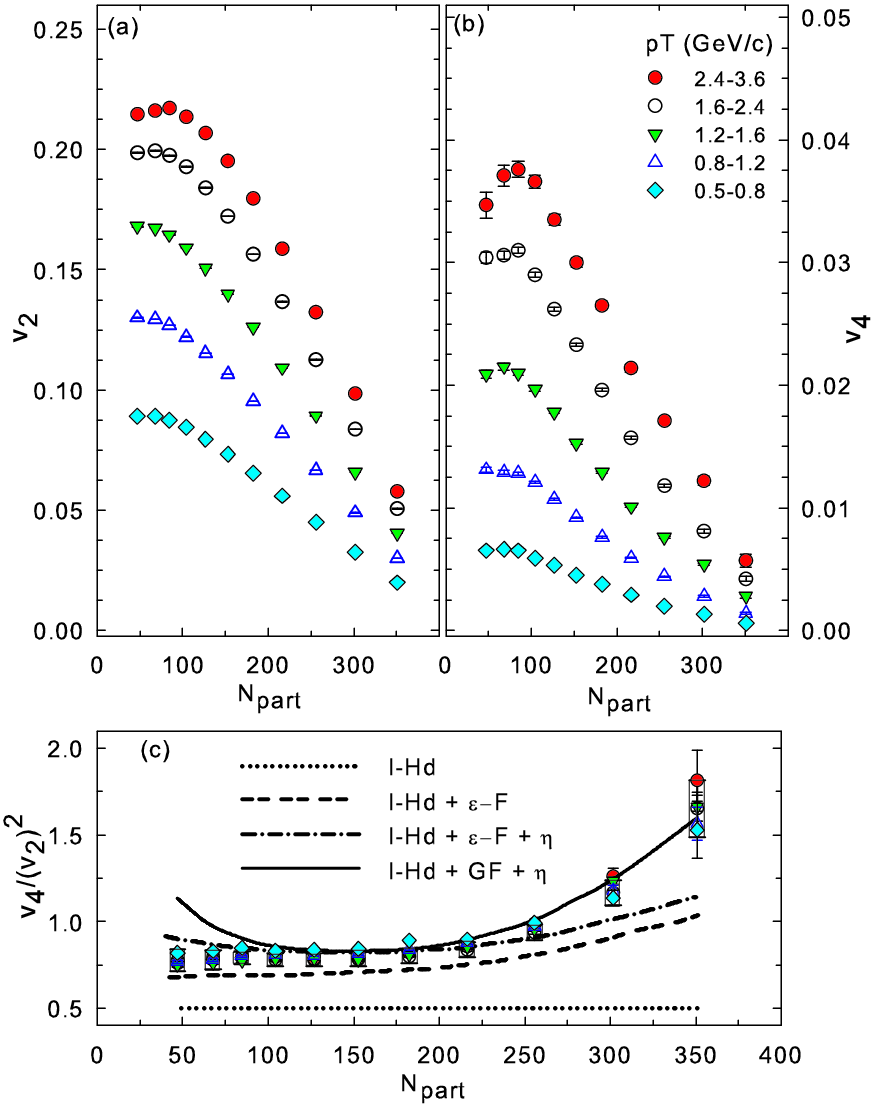 (a)
0.25
0.20
0.15
0.10
0.05
0.00
v2
0 100 200 300
Npart
(b)
pT (GeV/c)
2.4-3.6
1.6-2.4
1.2-1.6
0.8-1.2
0.5-0.8
0.05
0.04
0.03
0.02
0.01
0.00
v4
0 100 200 300
Npart
(c)
l-Hd
l-Hd + ε−F
l-Hd + ε−F + η
l-Hd + GF + η
2.0
1.5
1.0
0.5
v4/(v2)2
0 50 100 150 200 250 300 350 400
Npart